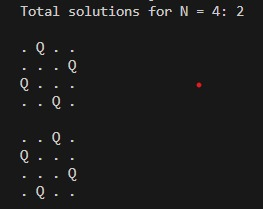 Total solutions for N = 4: 2
. Q . .
. . . Q
Q . . .
. . Q .
. . Q .
Q . . .
. . . Q
. Q . .